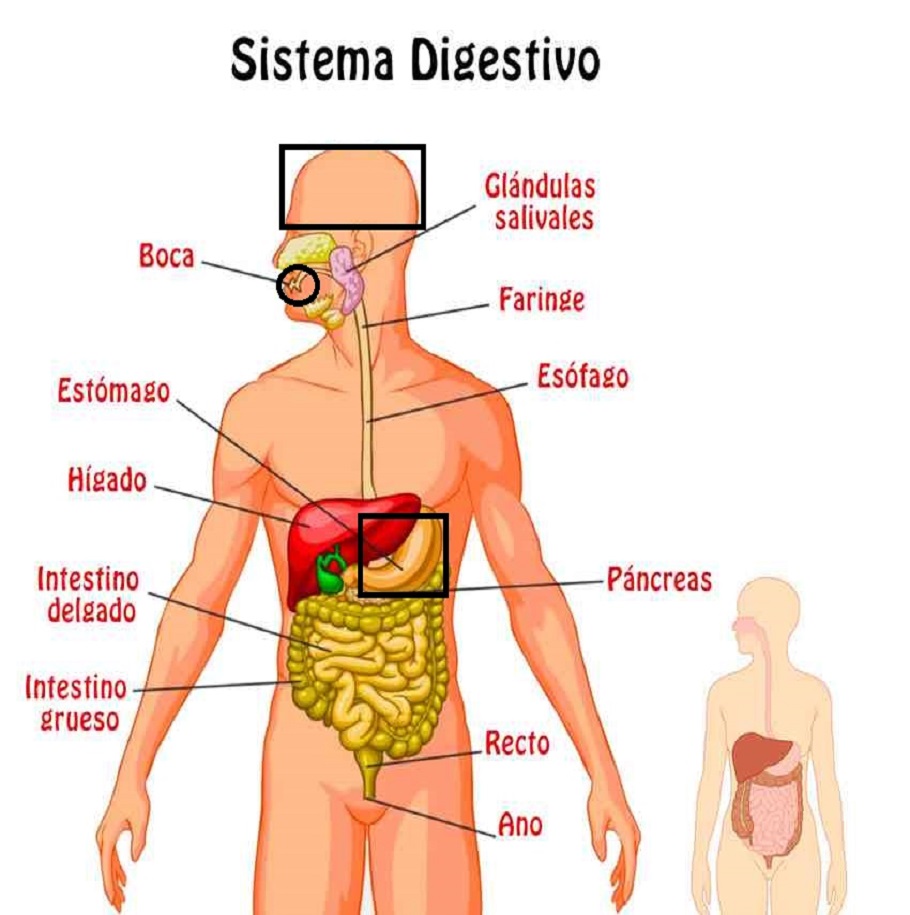 Sistema Digestivo
Glándulas
salivales
Boca
Faringe
Esófago
Estómago
Hígado
Intestino
delgado
Páncreas
Intestino
grueso
Recto
Ano